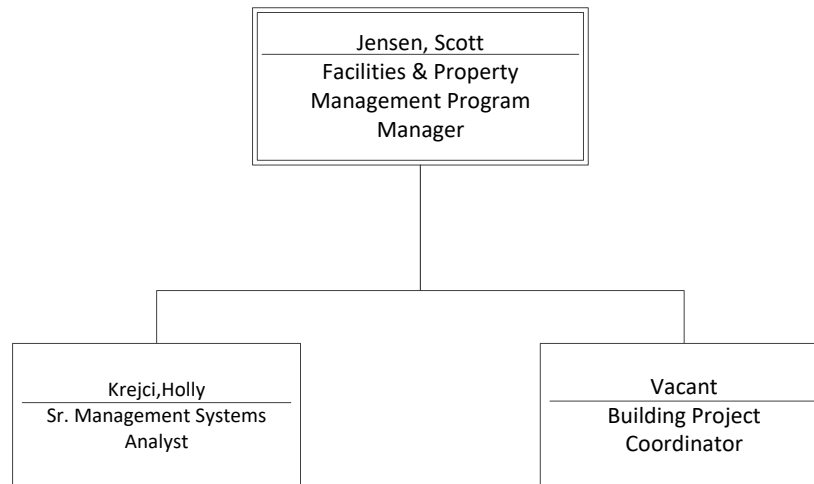 Jensen, Scott
Facilities & Property
Management Program
Manager
Krejci,Holly
Sr. Management Systems
Analyst
Vacant
Building Project
Coordinator